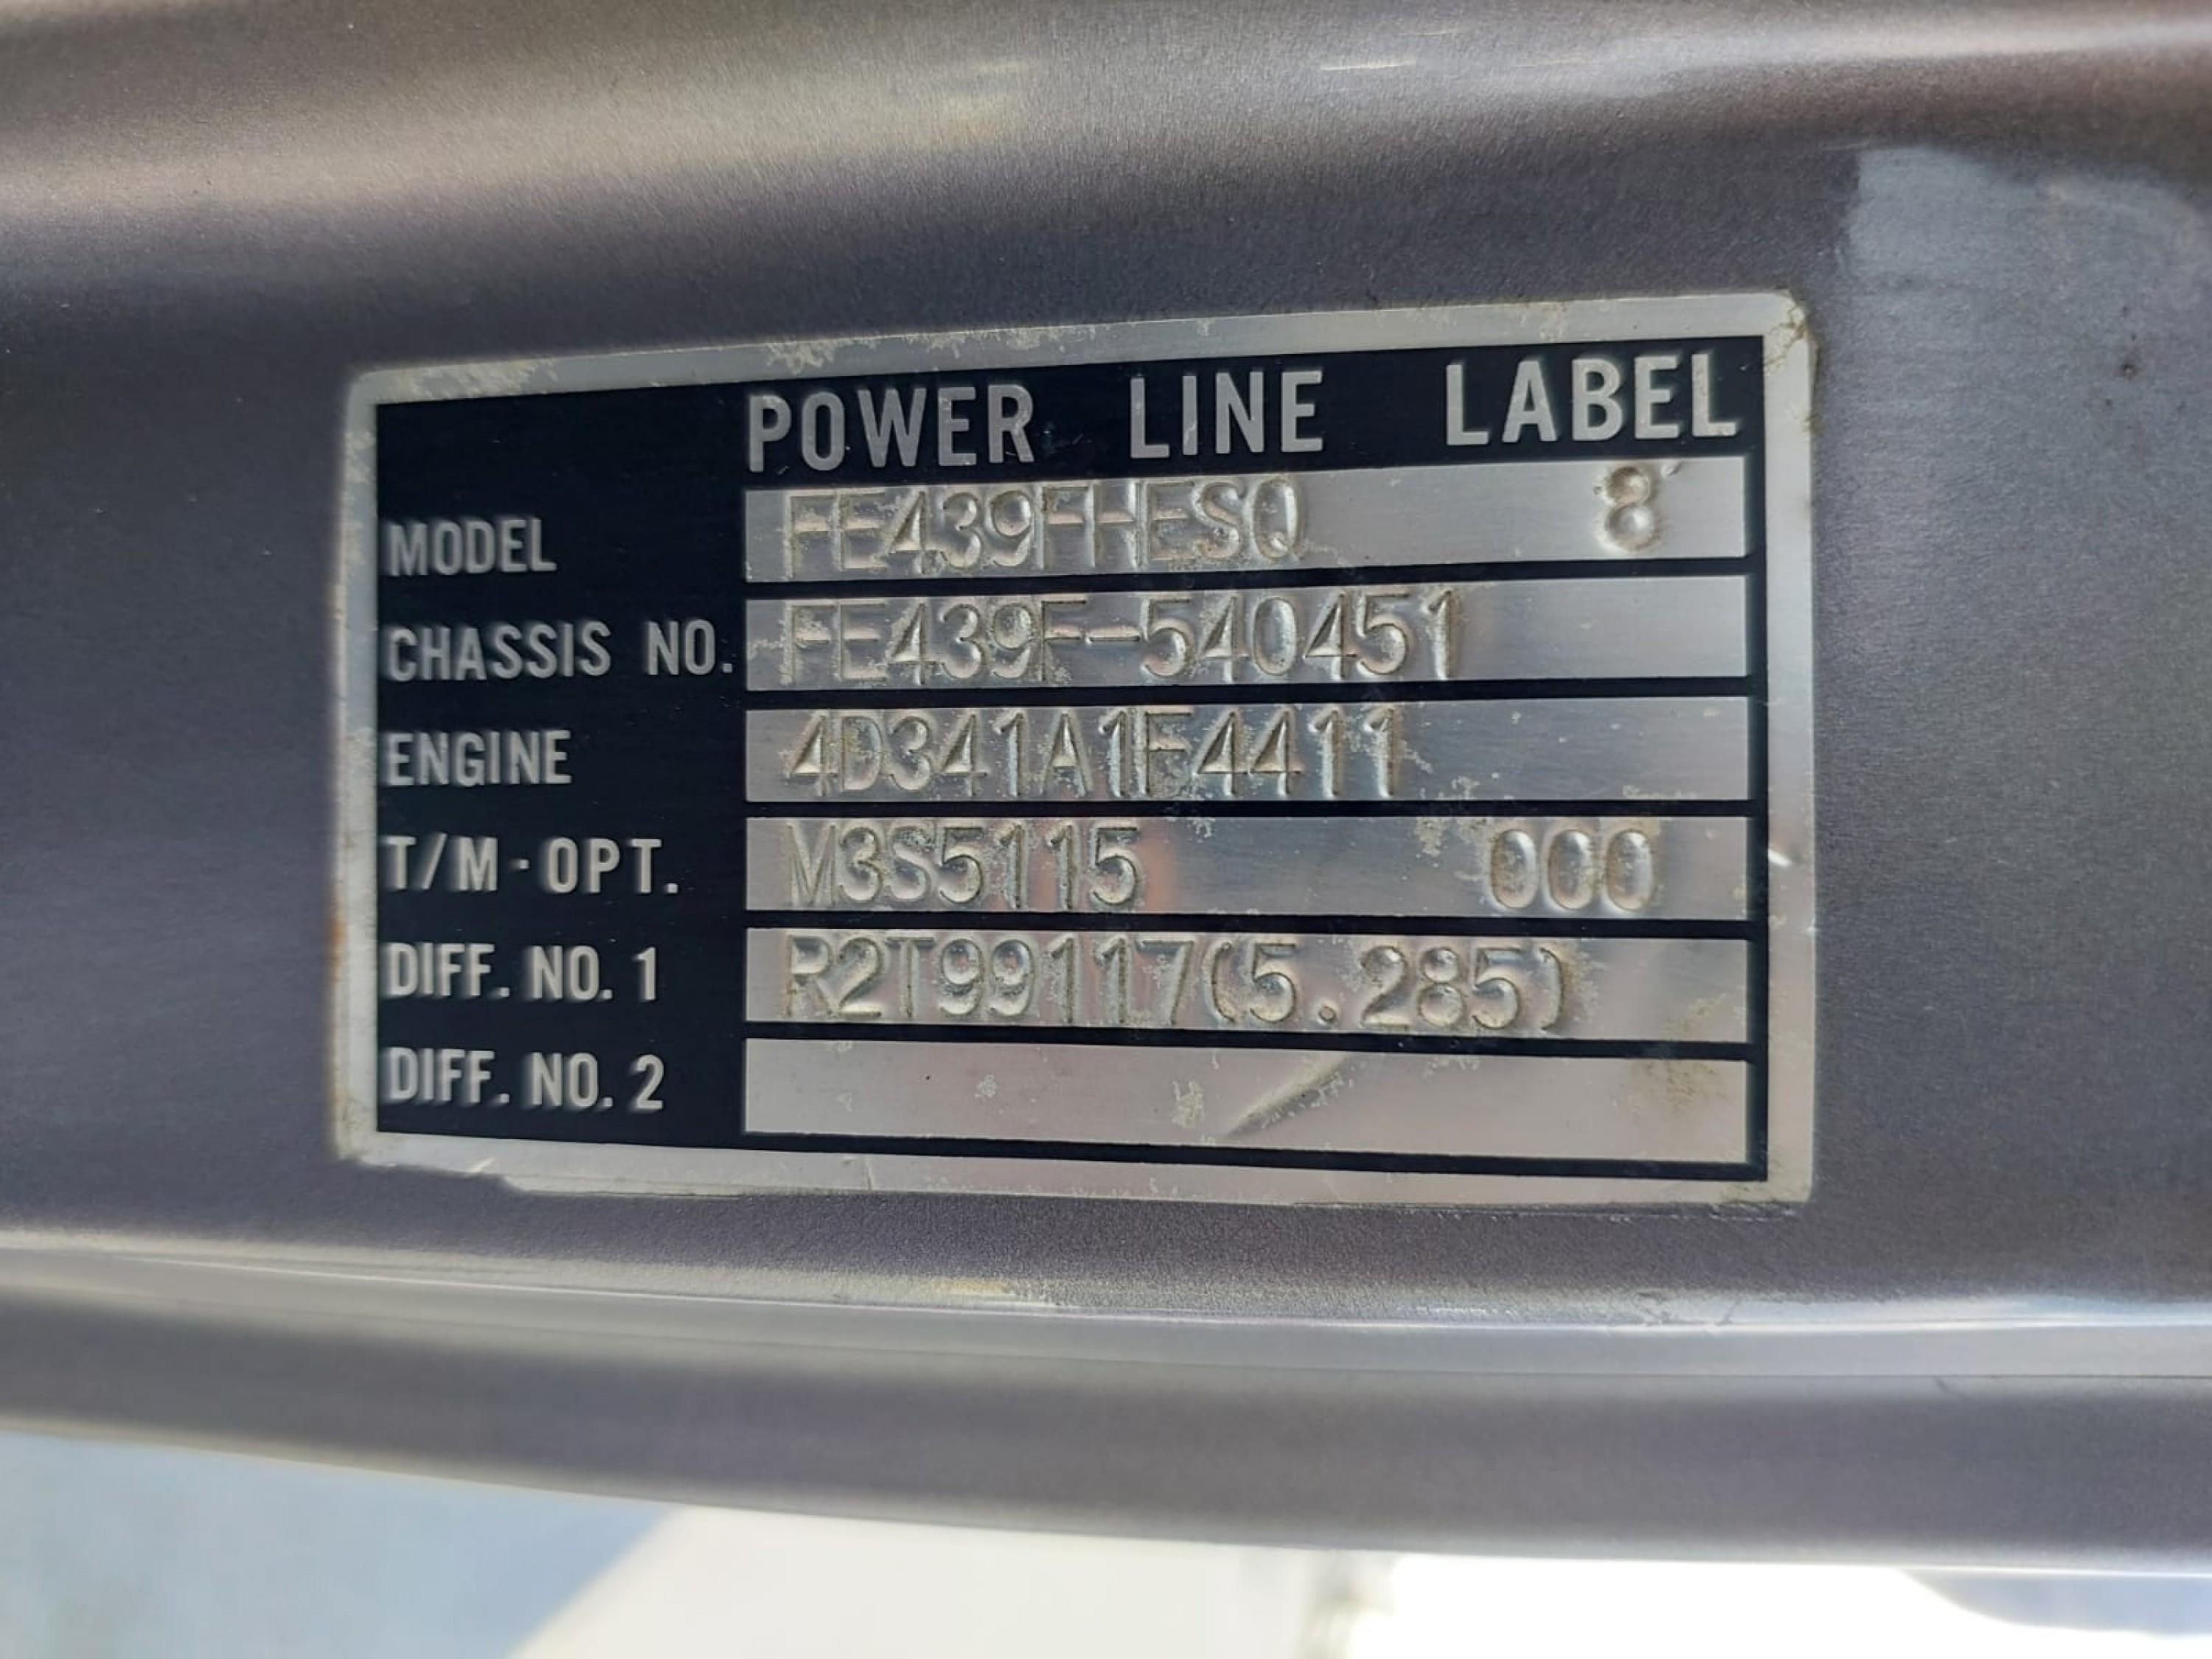 POWER LINE LABEL
MODEL FE439FHESQ 8
CHASSIS NO. FE439F-540451
ENGINE 4D341A1F4411
T/M·OPT. M3S5115 000
DIFF. NO. 1 R2T99117(5.285)
DIFF. NO. 2